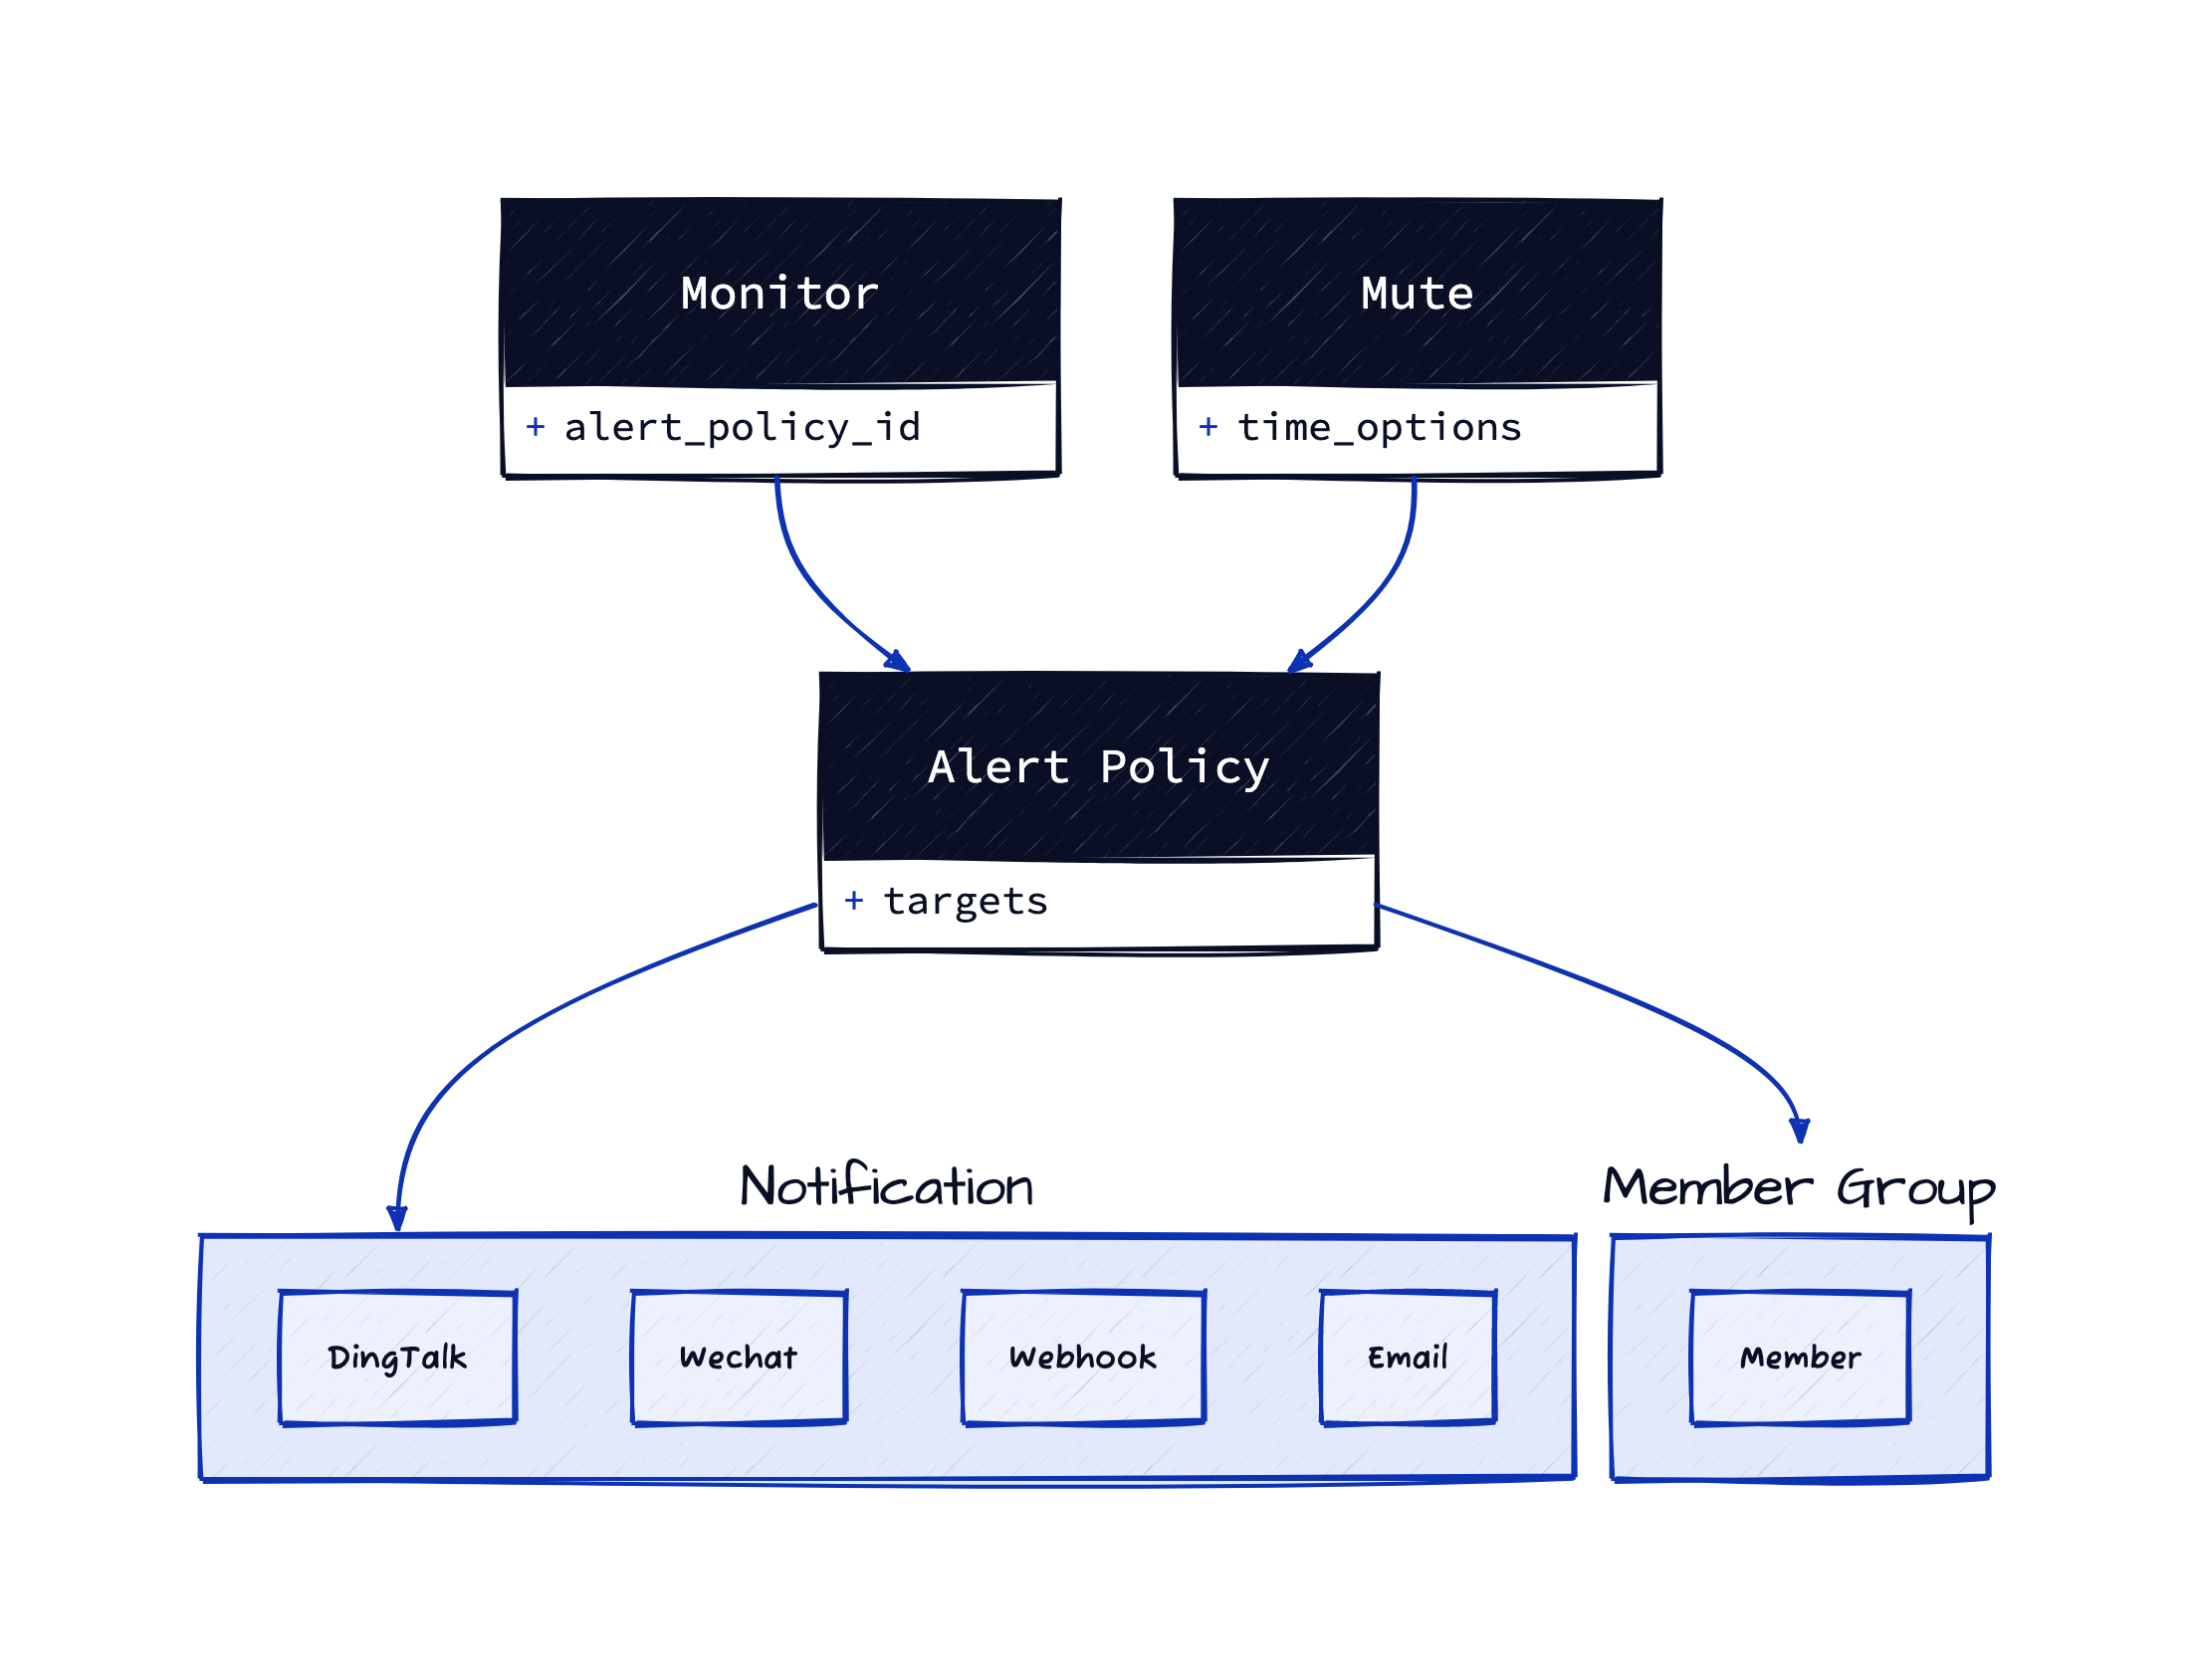 Monitor
+ alert_policy_id
Mute
+ time_options
Alert Policy
+ targets
Notification
DingTalk
Wechat
Webhook
Email
Member Group
Member